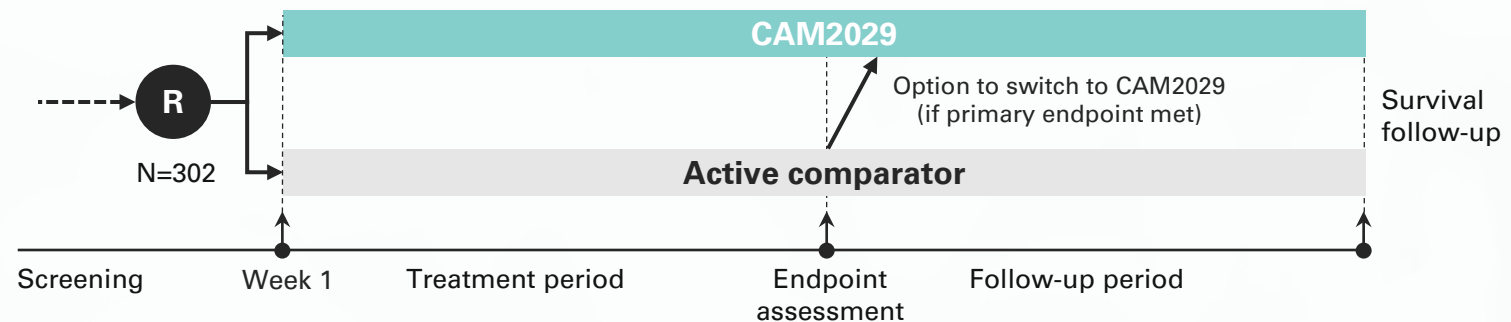 CAM2029
Option to switch to CAM2029
(if primary endpoint met)
R
N=302
Active comparator
Survival
follow-up
Screening
Week 1
Treatment period
Endpoint
assessment
Follow-up period